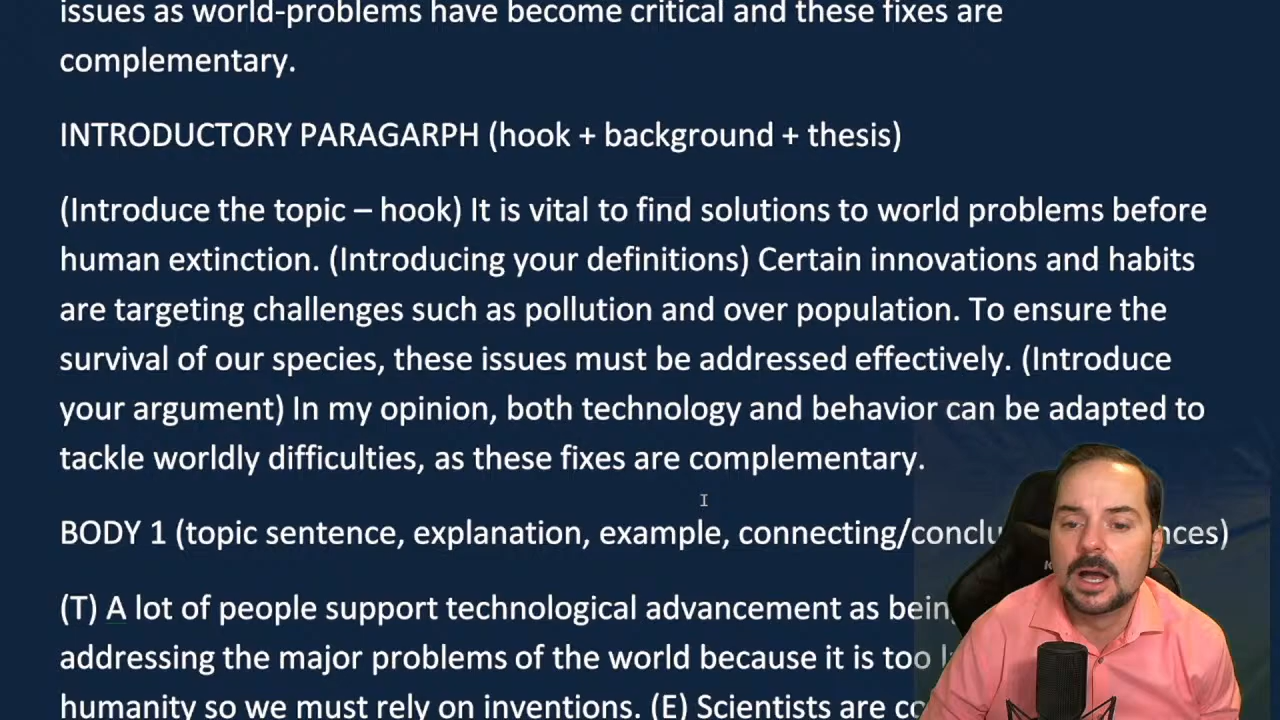 issues as world-problems have become critical and these fixes are
complementary.
INTRODUCTORY PARAGARPH (hook + background + thesis)
(Introduce the topic – hook) It is vital to find solutions to world problems before
human extinction. (Introducing your definitions) Certain innovations and habits
are targeting challenges such as pollution and over population. To ensure the
survival of our species, these issues must be addressed effectively. (Introduce
your argument) In my opinion, both technology and behavior can be adapted to
tackle worldly difficulties, as these fixes are complementary.
BODY 1 (topic sentence, explanation, example,
(T) A lot of people support technological advancement as
addressing the major problems of the world because it is too
humanity so we must rely on inventions. (E) Scientists are